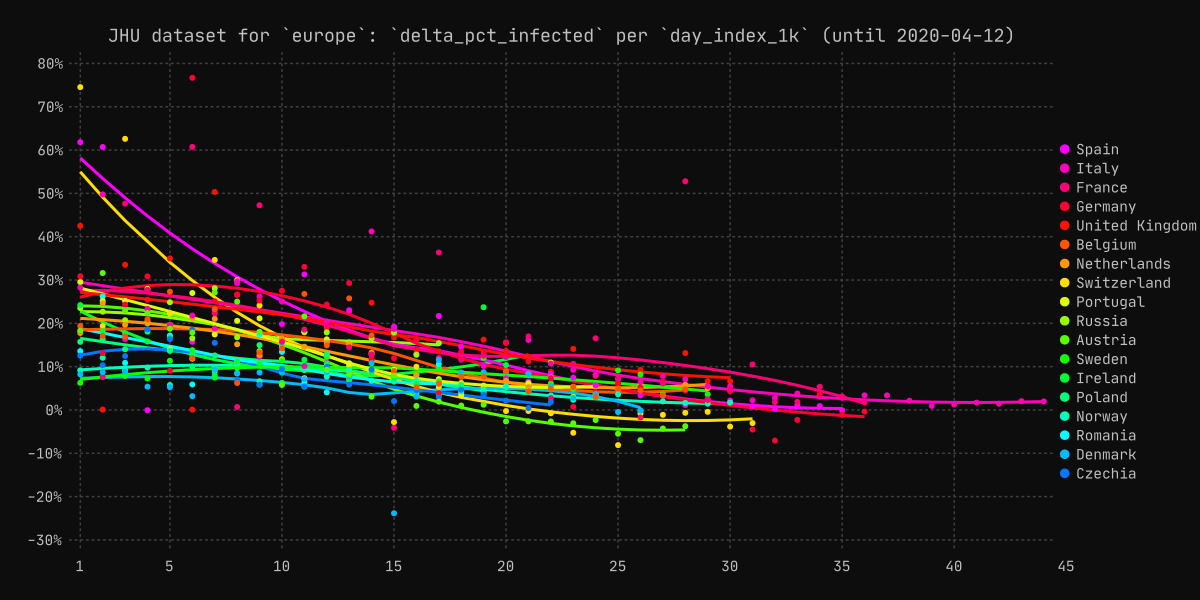 JHU dataset for `europe`: `delta_pct_infected` per `day_index_1k` (until 2020-04-12)
80%
70%
60%
50%
40%
30%
20%
10%
0%
-10%
-20%
-30%
1 5 10 15 20 25 30 35 40 45
Spain
Italy
France
Germany
United Kingdom
Belgium
Netherlands
Switzerland
Portugal
Russia
Austria
Sweden
Ireland
Poland
Norway
Romania
Denmark
Czechia